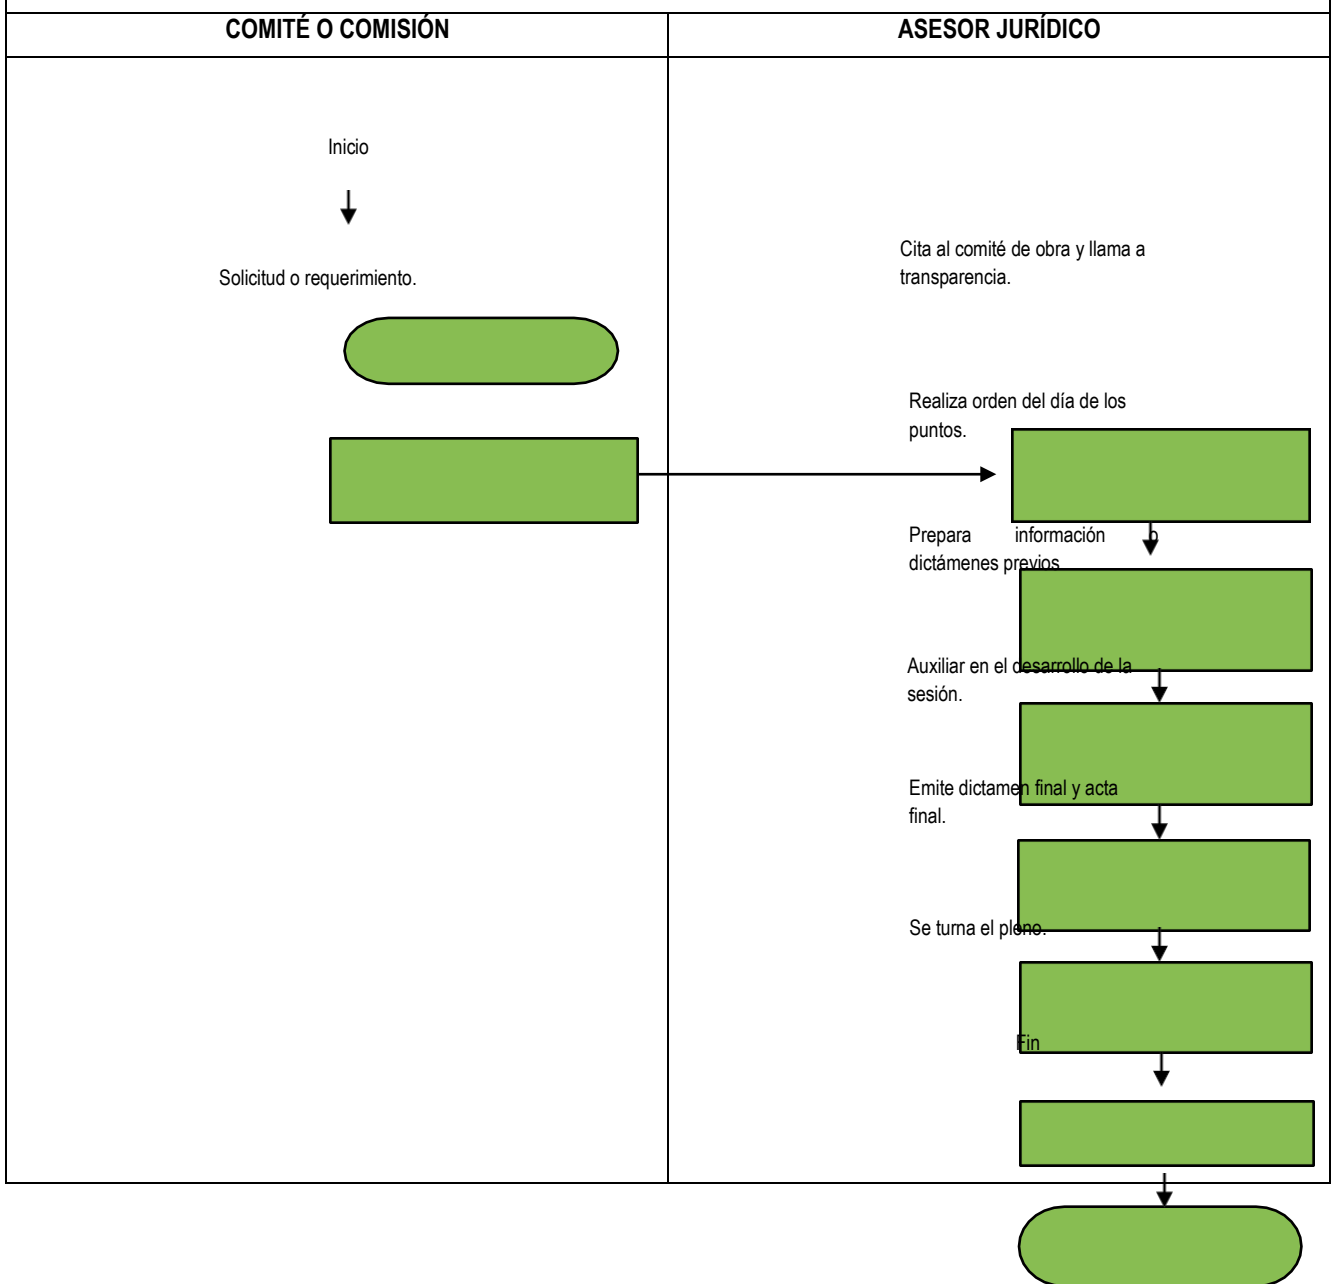 COMITÉ O COMISIÓN
ASESOR JURÍDICO
Inicio
Solicitud o requerimiento.
Cita al comité de obra y llama a
transparencia.
Realiza orden del día de los
puntos.
Prepara información o
dictámenes previos
Auxiliar en el desarrollo de la
sesión.
Emite dictamen final y acta
final.
Se turna el pleno.
Fin